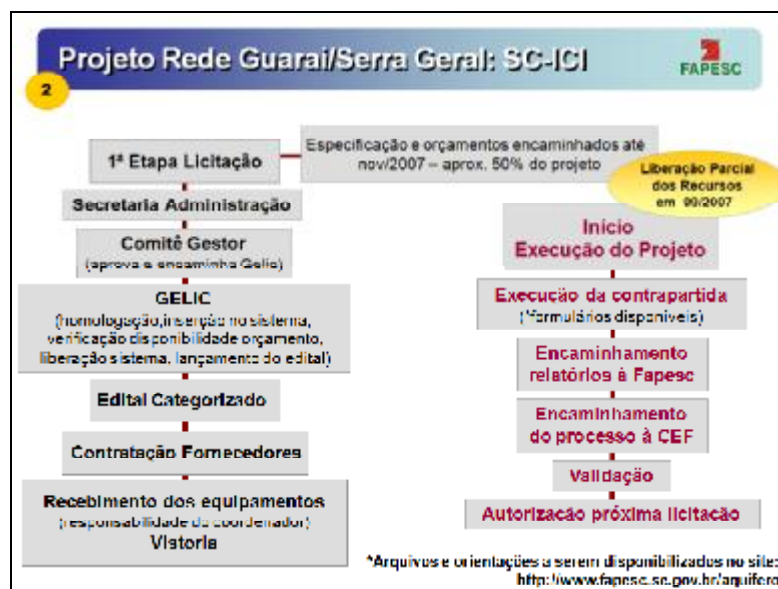 Projeto Rede Guarai/Serra Geral: SC-ICI
FAPESC
2
1ª Etapa Licitação
Especificação e orçamentos encaminhados até
nov/2007 – aprox. 50% do projeto
Liberação Parcial
dos Recursos
em 09/2007
Secretaria Administração
Comitê Gestor
(aprova e encaminha Gelic)
GELIC
(homologação,inserção no sistema,
verificação disponibilidade orçamento,
liberação sistema, lançamento do edital)
Edital Categorizado
Contratação Fornecedores
Recebimento dos equipamentos
(responsabilidade do coordenador)
Vistoria
Início
Execução do Projeto
Execução da contrapartida
(*formulários disponíveis)
Encaminhamento
relatórios à Fapesc
Encaminhamento
do processo à CEF
Validação
Autorização próxima licitação
*Arquivos e orientações a serem disponibilizados no site:
http://www.fapesc.sc.gov.br/aquifero